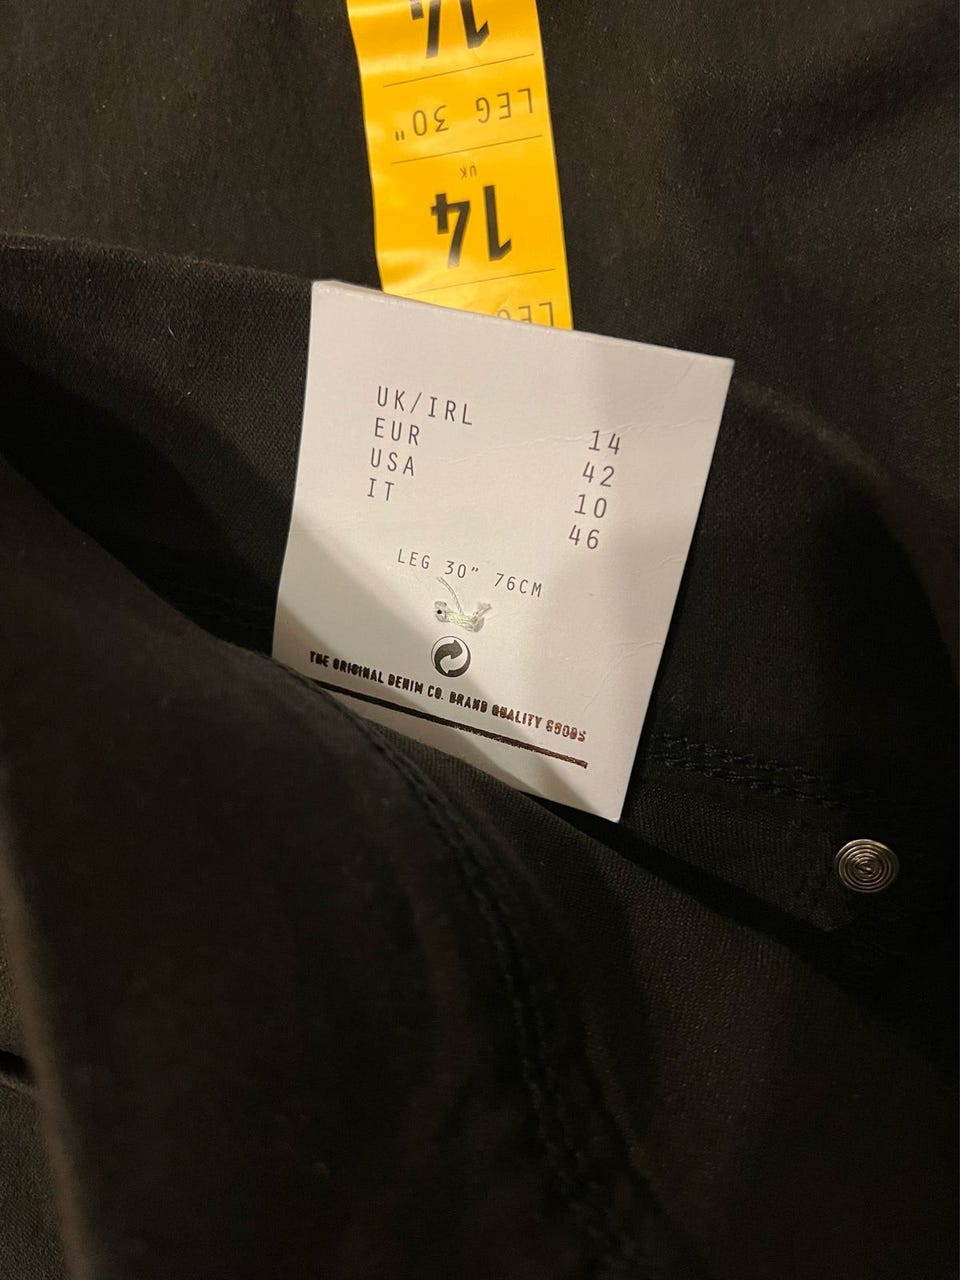 14
LEG 30"
UK
14
LEG
UK/IRL 14
EUR 42
USA 10
IT 46
LEG 30" 76CM
THE ORIGINAL DENIM CO. BRAND QUALITY GOODS